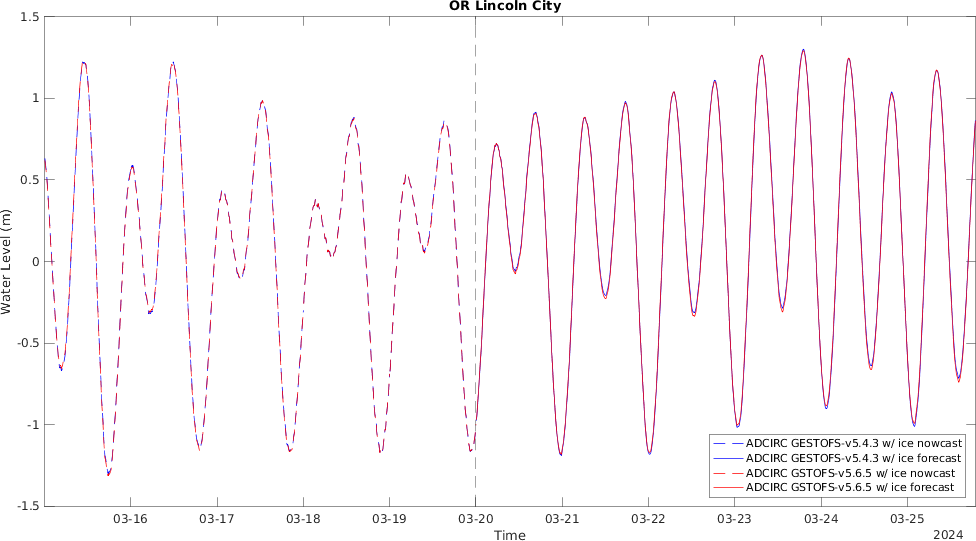 OR Lincoln City
1.5
1
0.5
0
-0.5
-1
-1.5
Water Level (m)
03-16 03-17 03-18 03-19 03-20 03-21 03-22 03-23 03-24 03-25
Time
2024
ADCIRC GESTOFS-v5.4.3 w/ ice nowcast
ADCIRC GESTOFS-v5.4.3 w/ ice forecast
ADCIRC GSTOFS-v5.6.5 w/ ice nowcast
ADCIRC GSTOFS-v5.6.5 w/ ice forecast